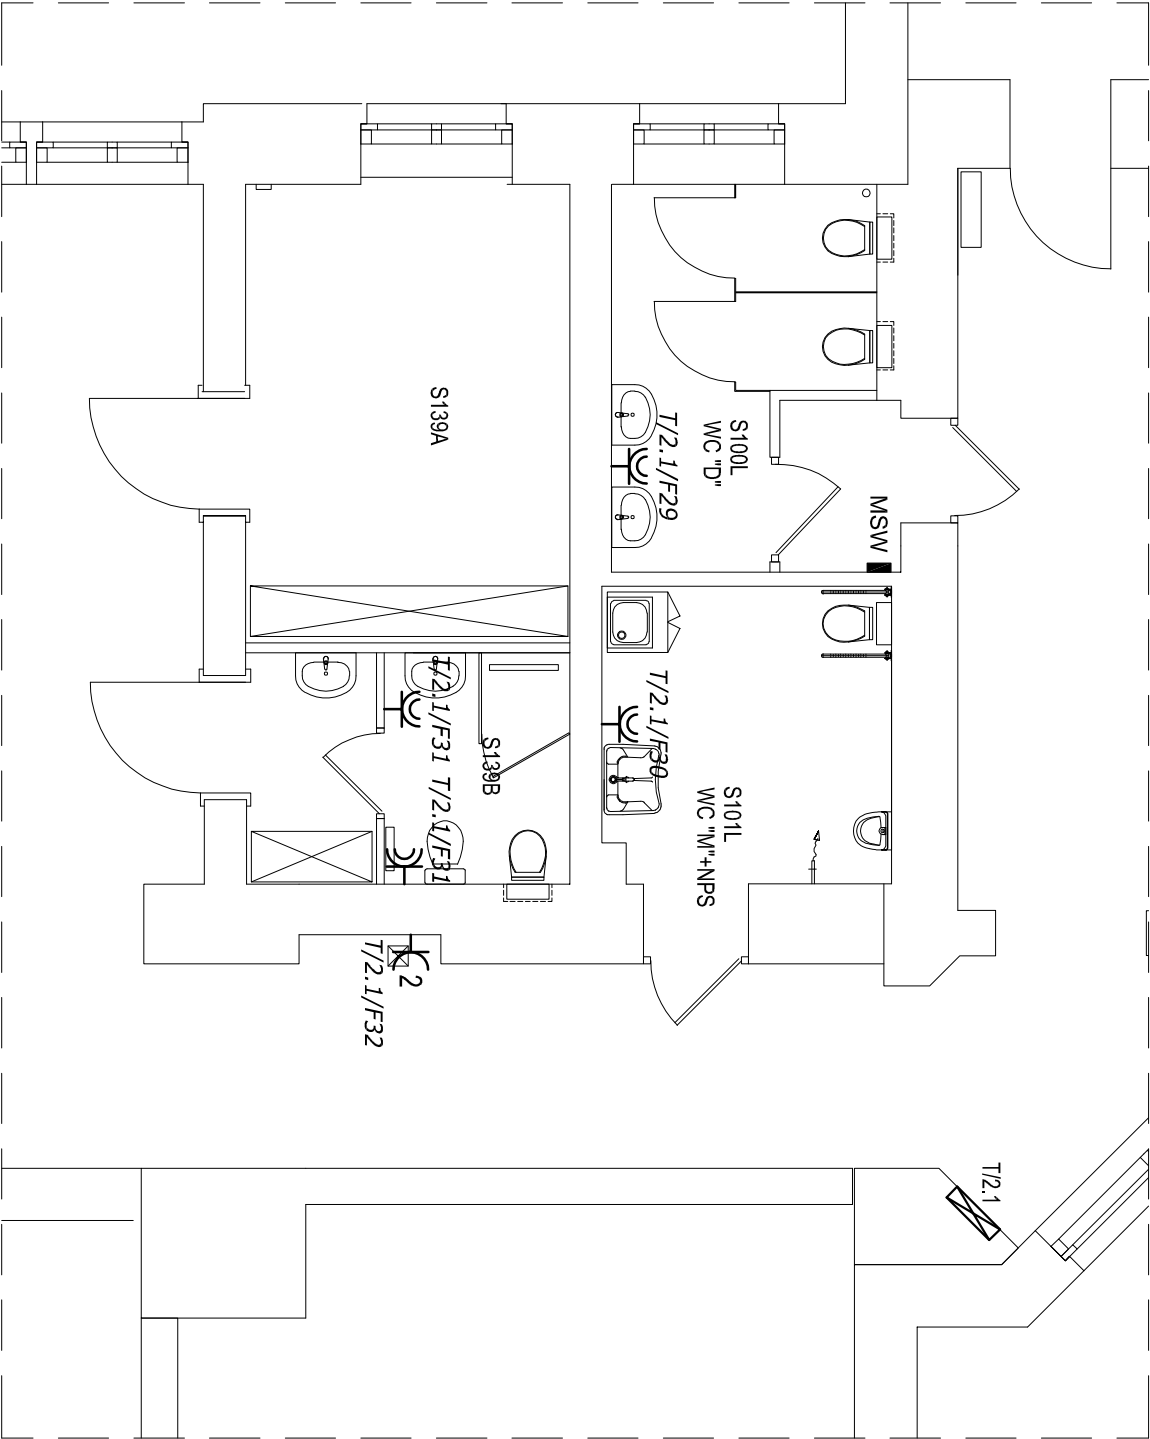 S139A
S100L
WC "D"
T/2.1/F29
MSW
T/2.1/F31
T/2.1/F31
S139B
T/2.1/F30
S101L
WC "M"+NPS
2
T/2.1/F32
T/2.1